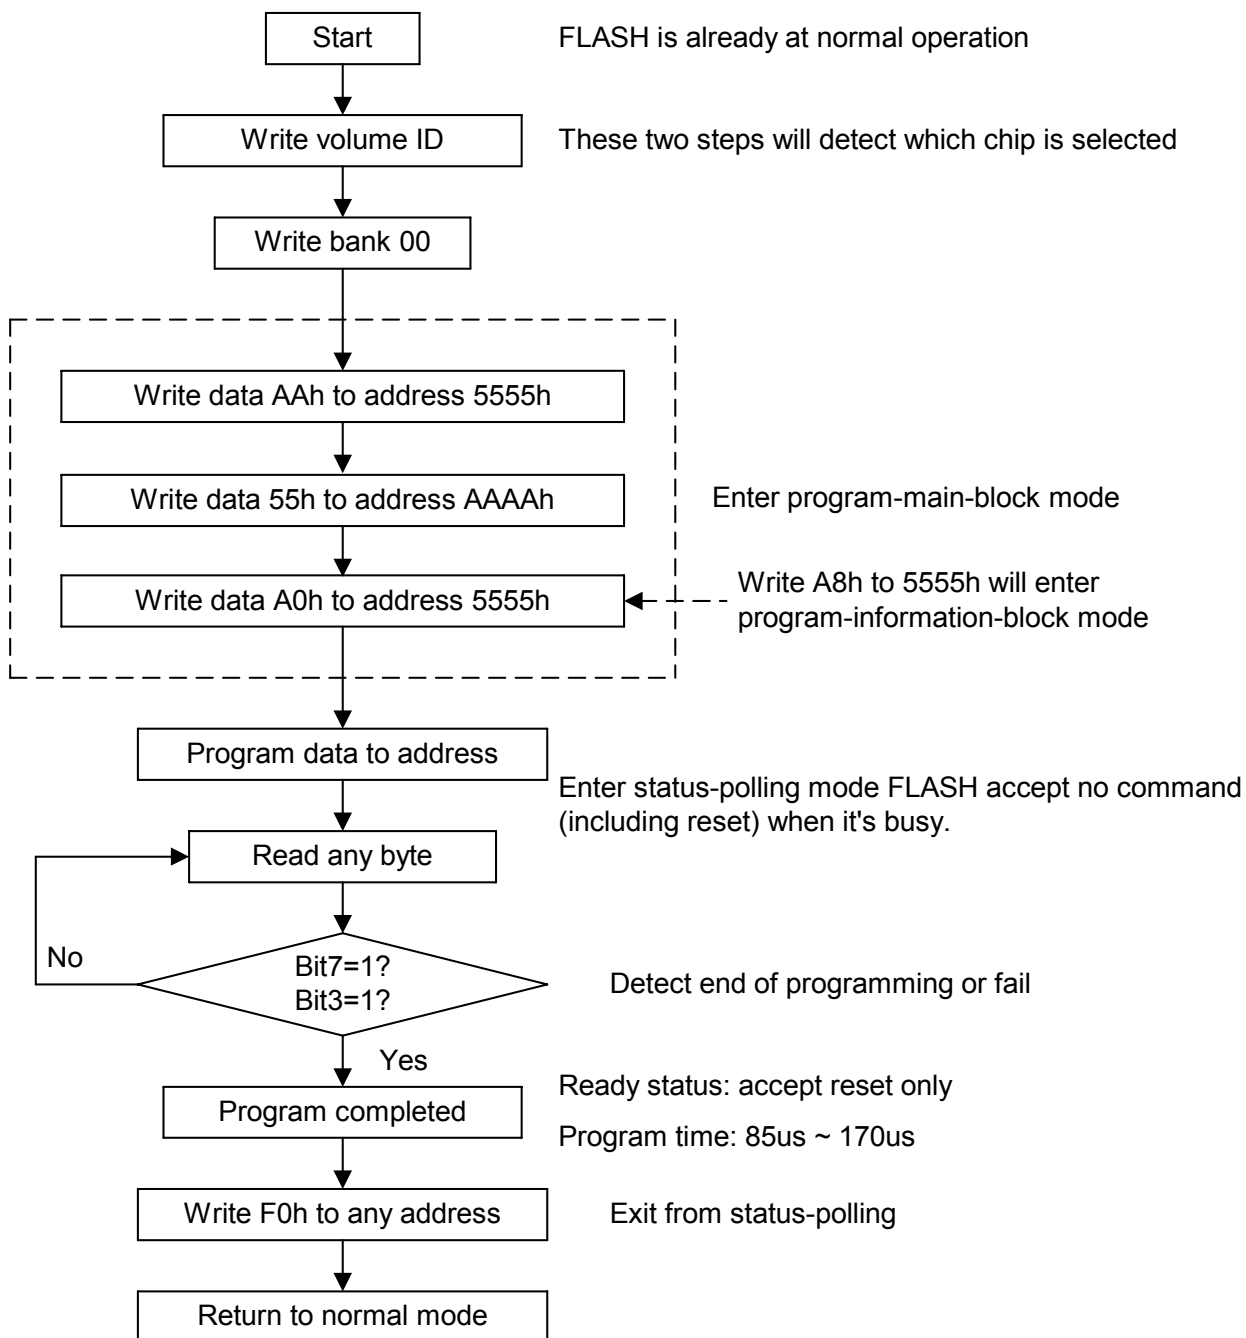 Start
FLASH is already at normal operation
Write volume ID
These two steps will detect which chip is selected
Write bank 00
Write data AAh to address 5555h
Write data 55h to address AAAAh
Enter program-main-block mode
Write data A0h to address 5555h
Write A8h to 5555h will enter
program-information-block mode
Program data to address
Enter status-polling mode FLASH accept no command
(including reset) when it's busy.
Read any byte
No
Bit7=1?
Bit3=1?
Detect end of programming or fail
Yes
Program completed
Ready status: accept reset only
Program time: 85us ~ 170us
Write F0h to any address
Exit from status-polling
Return to normal mode